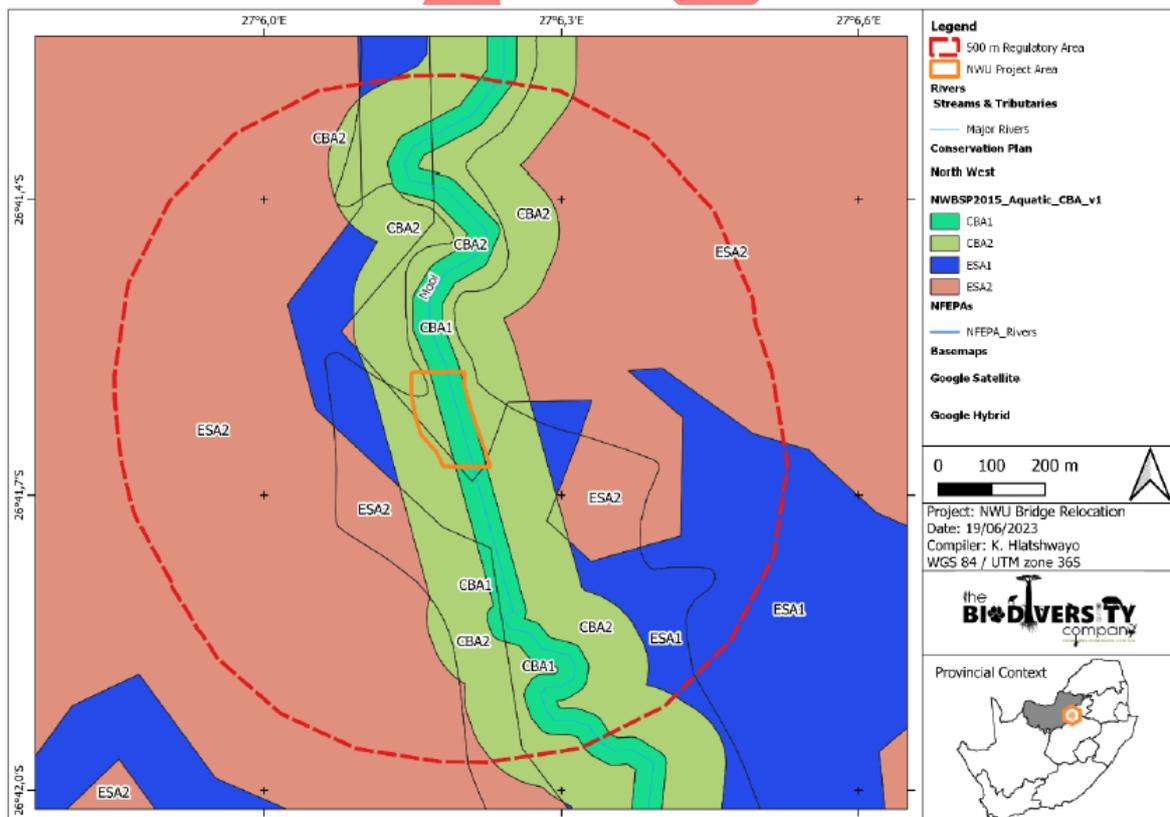 27°6,0'E
27°6,3'E
27°6,6'E
26°41,4'S
26°41,7'S
26°42,0'S
CBA2
CBA2
CBA2
CBA2
ESA2
Mooi
CBA1
ESA2
ESA2
ESA2
CBA1
CBA2
CBA2
CBA1
ESA1
ESA1
ESA2
Legend
500 m Regulatory Area
NWU Project Area
Rivers
Streams & Tributaries
Major Rivers
Conservation Plan
North West
NWBSP2015_Aquatic_CBA_v1
CBA1
CBA2
ESA1
ESA2
NFEPAs
NFEPA_Rivers
Basemaps
Google Satellite
Google Hybrid
0 100 200 m
Project: NWU Bridge Relocation
Date: 19/06/2023
Compiler: K. Hlatshwayo
WGS 84 / UTM zone 36S
the
BIODIVERSITY
company
Provincial Context